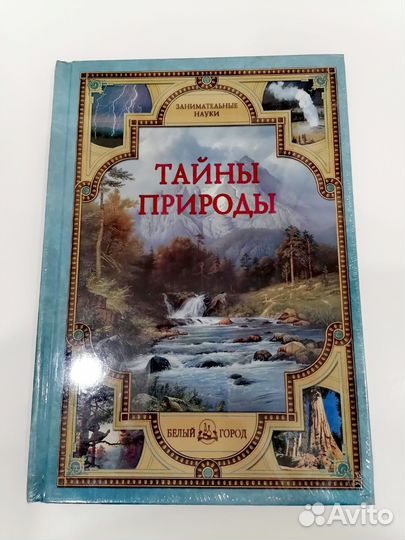 ЗАНИМАТЕЛЬНЫЕ
НАУКИ
ТАЙНЫ
ПРИРОДЫ
БЕЛЫЙ ГОРОД
Avito